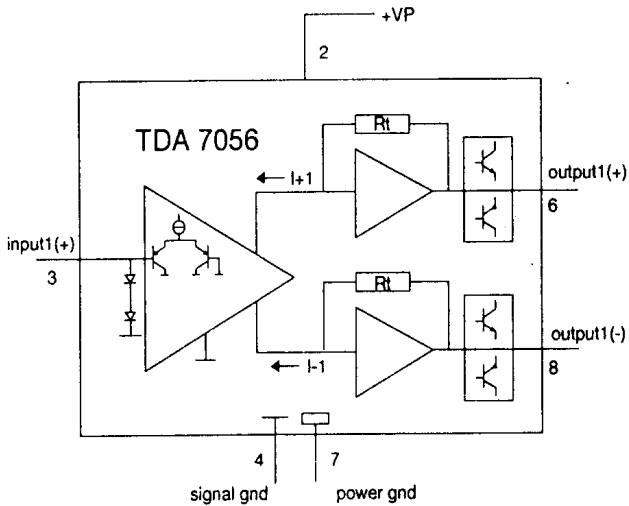 +VP
2
TDA 7056
Rt
I+1
output1(+)
6
input1(+)
3
Rt
output1(-)
I-1
8
4
7
signal gnd
power gnd